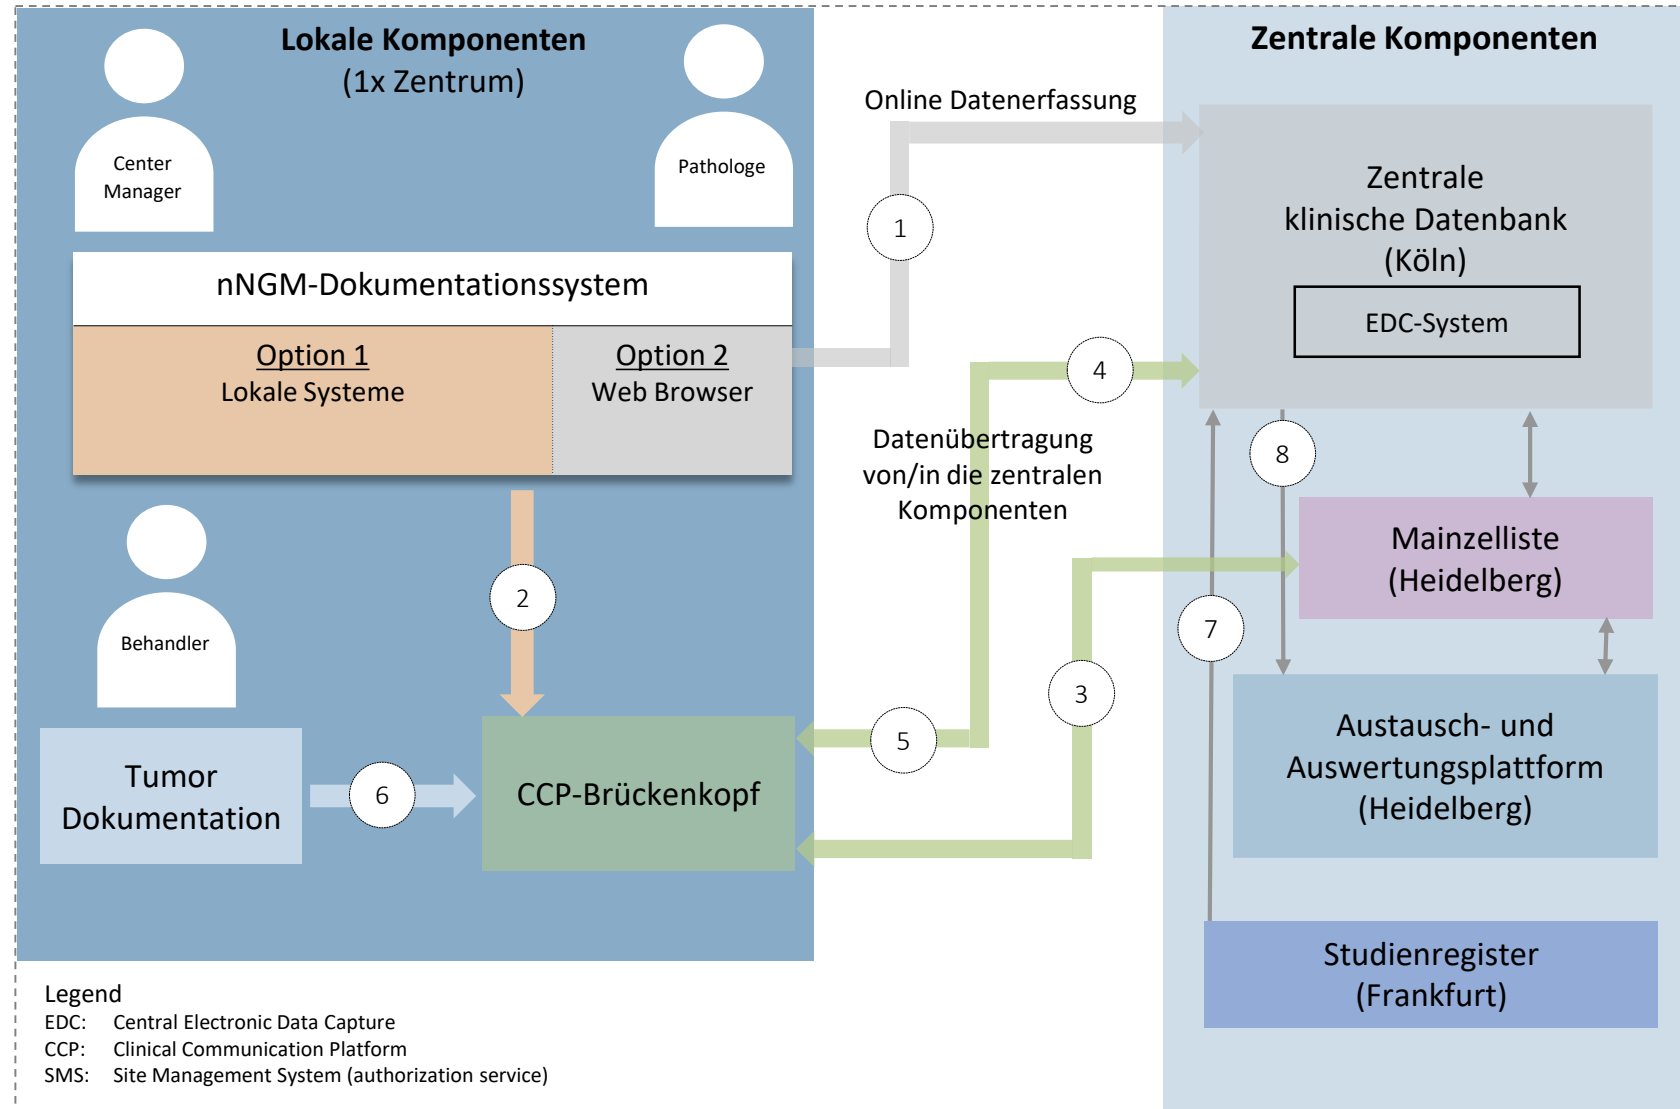 Lokale Komponenten
(1x Zentrum)
Center
Manager
Pathologe
nNGM-Dokumentationssystem
Option 1
Lokale Systeme
Option 2
Web Browser
Behandler
2
Tumor
Dokumentation
6
CCP-Brückenkopf
Online Datenerfassung
1
4
Datenübertragung
von/in die zentralen
Komponenten
3
5
Zentrale Komponenten
Zentrale
klinische Datenbank
(Köln)
EDC-System
8
7
Mainzelliste
(Heidelberg)
Austausch- und
Auswertungsplattform
(Heidelberg)
Studienregister
(Frankfurt)
Legend
EDC: Central Electronic Data Capture
CCP: Clinical Communication Platform
SMS: Site Management System (authorization service)